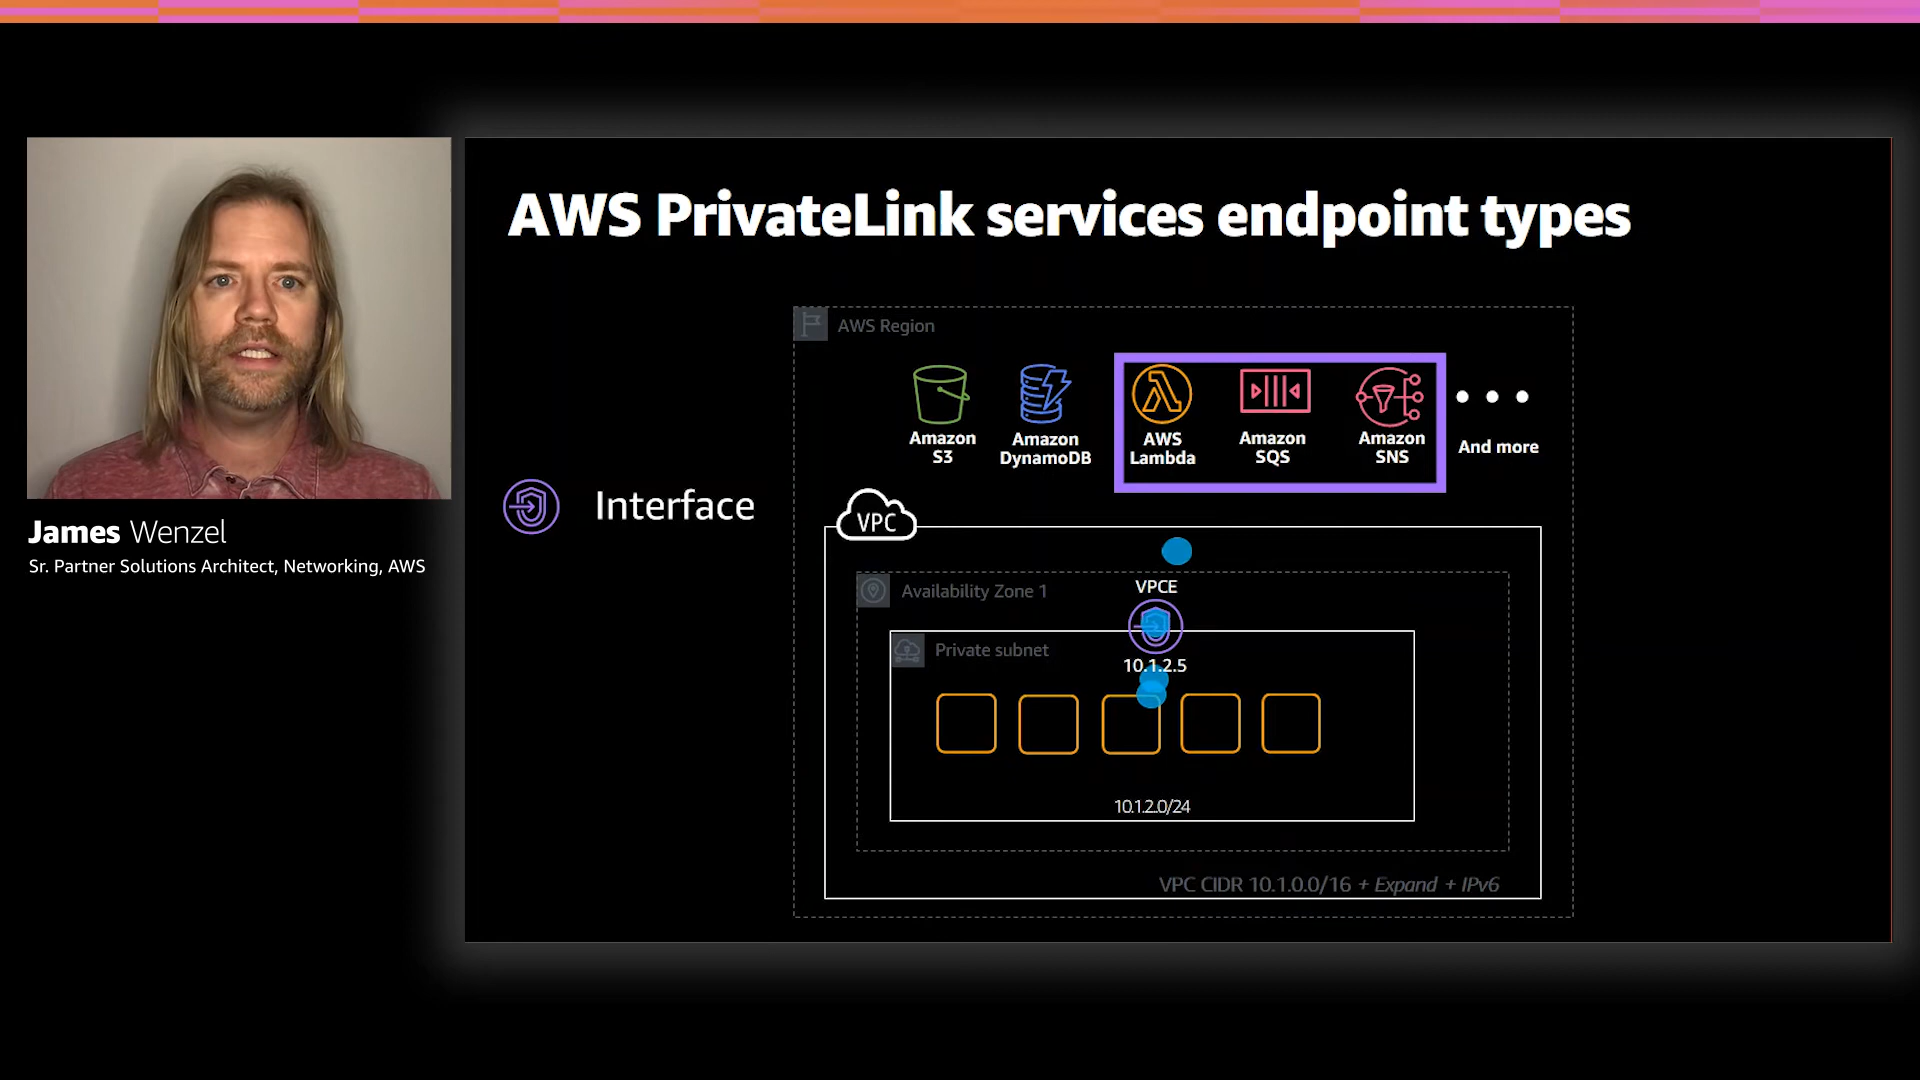 AWS PrivateLink services endpoint types
James Wenzel
Sr. Partner Solutions Architect, Networking, AWS
Interface
AWS Region
Amazon
S3
Amazon
DynamoDB
AWS
Lambda
Amazon
SQS
Amazon
SNS
And more
VPC
Availability Zone 1
VPCE
Private subnet
10.1.2.5
10.1.2.0/24
VPC CIDR 10.1.0.0/16 + Expand + IPv6